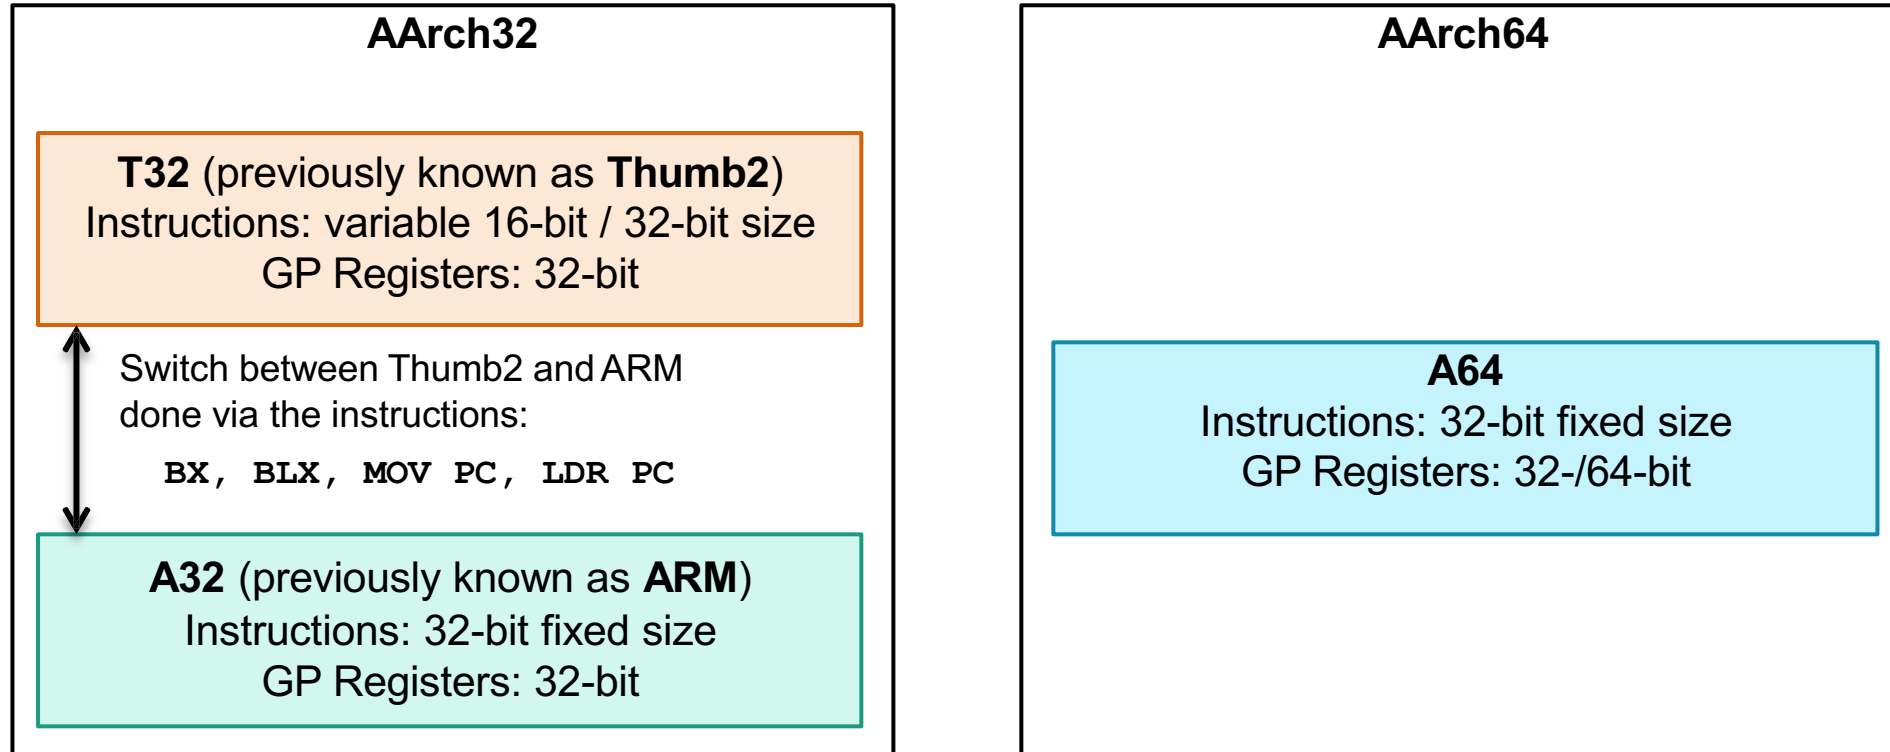 AArch32
T32 (previously known as Thumb2)
Instructions: variable 16-bit / 32-bit size
GP Registers: 32-bit
Switch between Thumb2 and ARM
done via the instructions:
BX, BLX, MOV PC, LDR PC
A32 (previously known as ARM)
Instructions: 32-bit fixed size
GP Registers: 32-bit
AArch64
A64
Instructions: 32-bit fixed size
GP Registers: 32-/64-bit